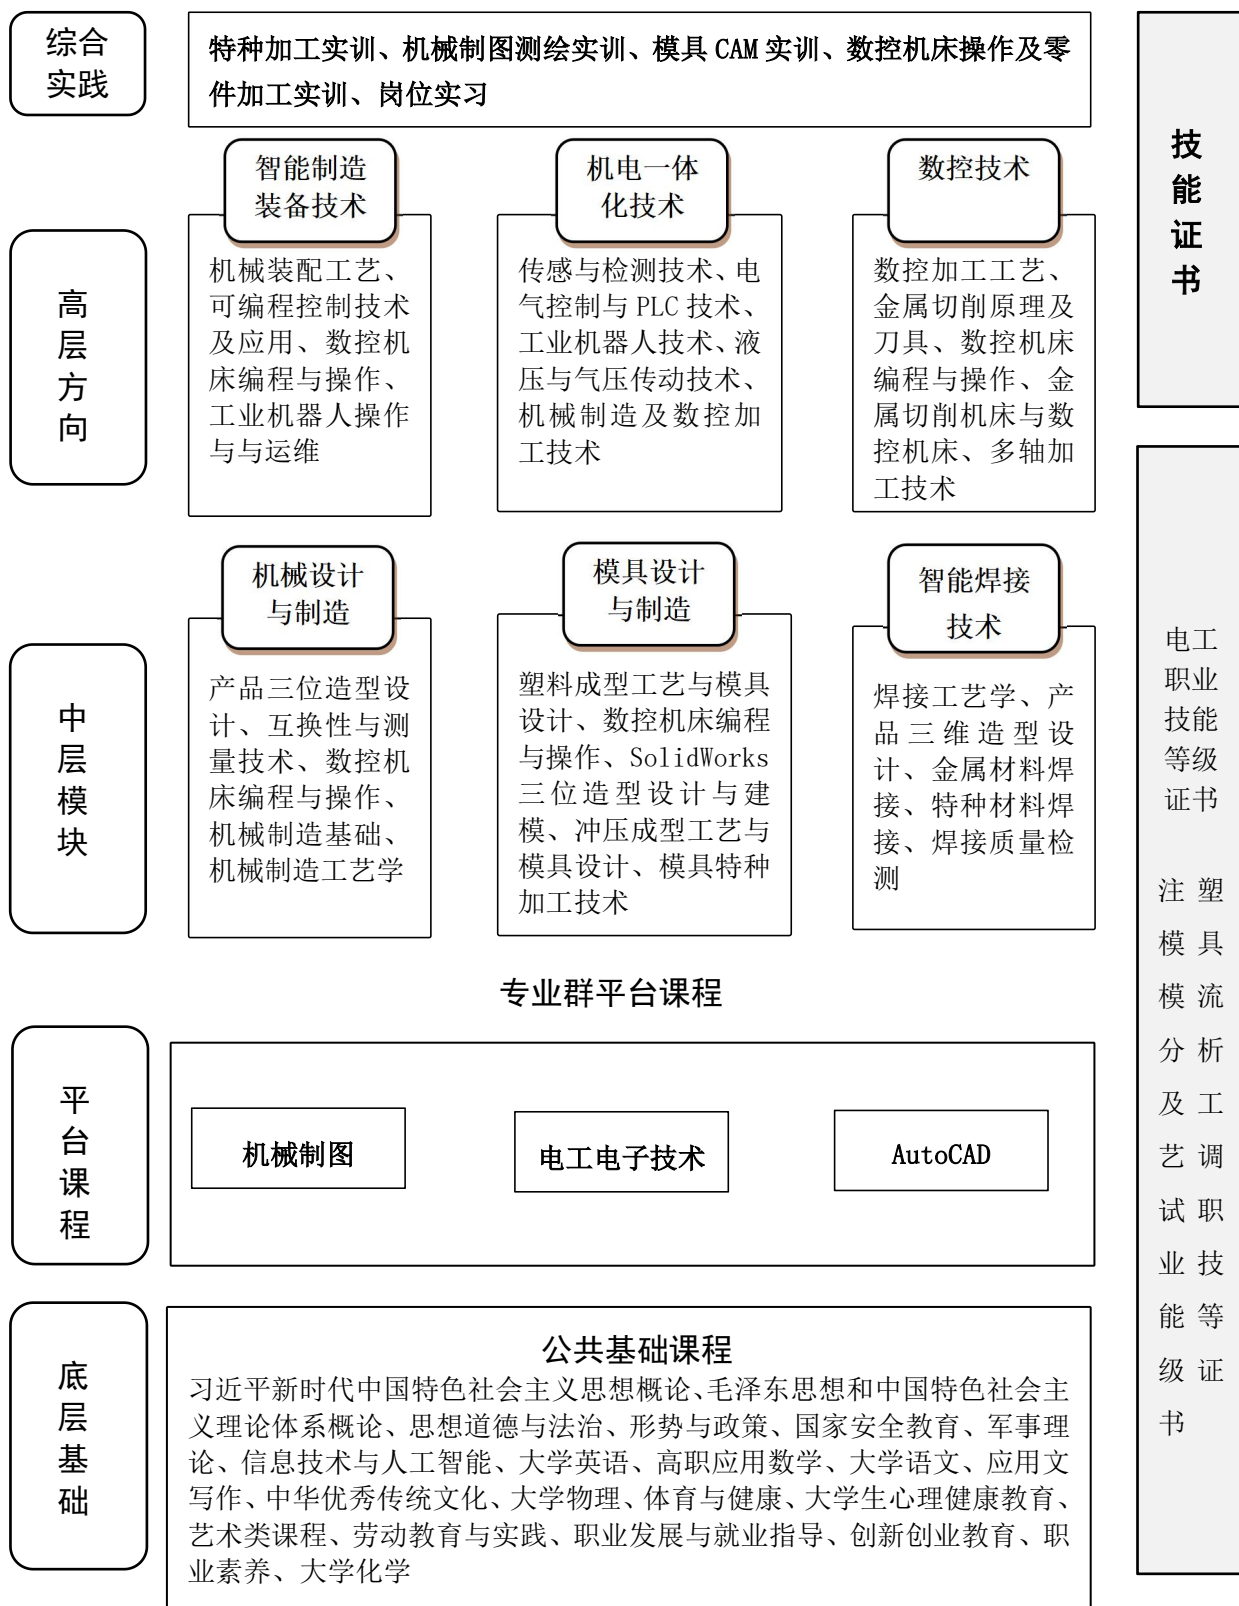 综合
实践
特种加工实训、机械制图测绘实训、模具 CAM 实训、数控机床操作及零
件加工实训、岗位实习
高
层
方
向
智能制造
装备技术
机械装配工艺、
可编程控制技术
及应用、数控机
床编程与操作、
工业机器人操作
与与运维
机电一体
化技术
传感与检测技术、电
气控制与 PLC 技术、
工业机器人技术、液
压与气压传动技术、
机械制造及数控加
工技术
数控技术
数控加工工艺、
金属切削原理及
刀具、数控机床
编程与操作、金
属切削机床与数
控机床、多轴加
工技术
中
层
模
块
机械设计
与制造
产品三位造型设
计、互换性与测
量技术、数控机
床编程与操作、
机械制造基础、
机械制造工艺学
模具设计
与制造
塑料成型工艺与模具
设计、数控机床编程
与操作、SolidWorks
三位造型设计与建
模、冲压成型工艺与
模具设计、模具特种
加工技术
智能焊接
技术
焊接工艺学、产
品三维造型设
计、金属材料焊
接、特种材料焊
接、焊接质量检
测
专业群平台课程
平
台
课
程
机械制图
电工电子技术
AutoCAD
底
层
基
础
公共基础课程
习近平新时代中国特色社会主义思想概论、毛泽东思想和中国特色社会主
义理论体系概论、思想道德与法治、形势与政策、国家安全教育、军事理
论、信息技术与人工智能、大学英语、高职应用数学、大学语文、应用文
写作、中华优秀传统文化、大学物理、体育与健康、大学生心理健康教育、
艺术类课程、劳动教育与实践、职业发展与就业指导、创新创业教育、职
业素养、大学化学
技
能
证
书
电工
职业
技能
等级
证书
注 塑
模 具
模 流
分 析
及 工
艺 调
试 职
业 技
能 等
级 证
书